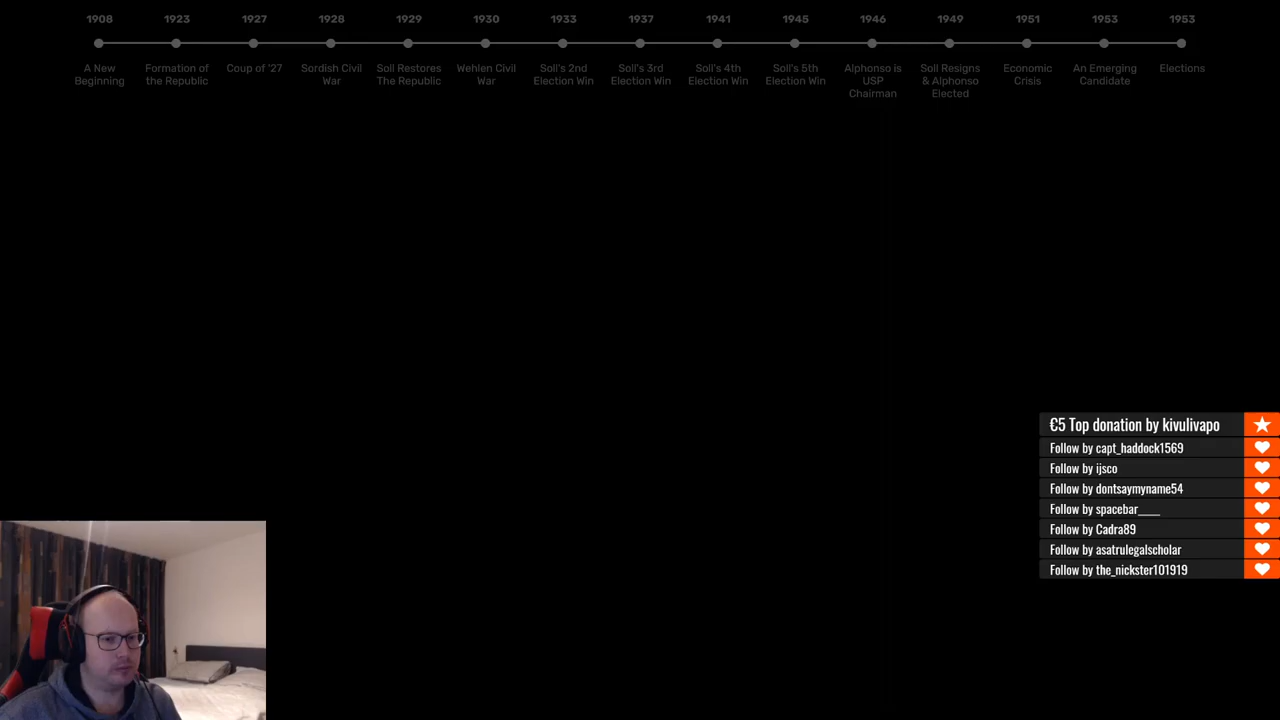 1908 1923 1927 1928 1929 1930 1933 1937 1941 1945 1946 1949 1951 1953 1953
A New Formation of Coup of '27 Sordish Civil Soll Restores Wehlen Civil Soll's 2nd Soll's 3rd Soll's 4th Soll's 5th Alphonso is Soll Resigns Economic An Emerging Elections
Beginning the Republic War The Republic War Election Win Election Win Election Win Election Win USP & Alphonso Crisis Candidate
Chairman Elected
€5 Top donation by kivulivapo
Follow by capt_haddock1569
Follow by ijsco
Follow by dontsaymyname54
Follow by spacebar_____
Follow by Cadra89
Follow by asatrulegalscholar
Follow by the_nickster101919